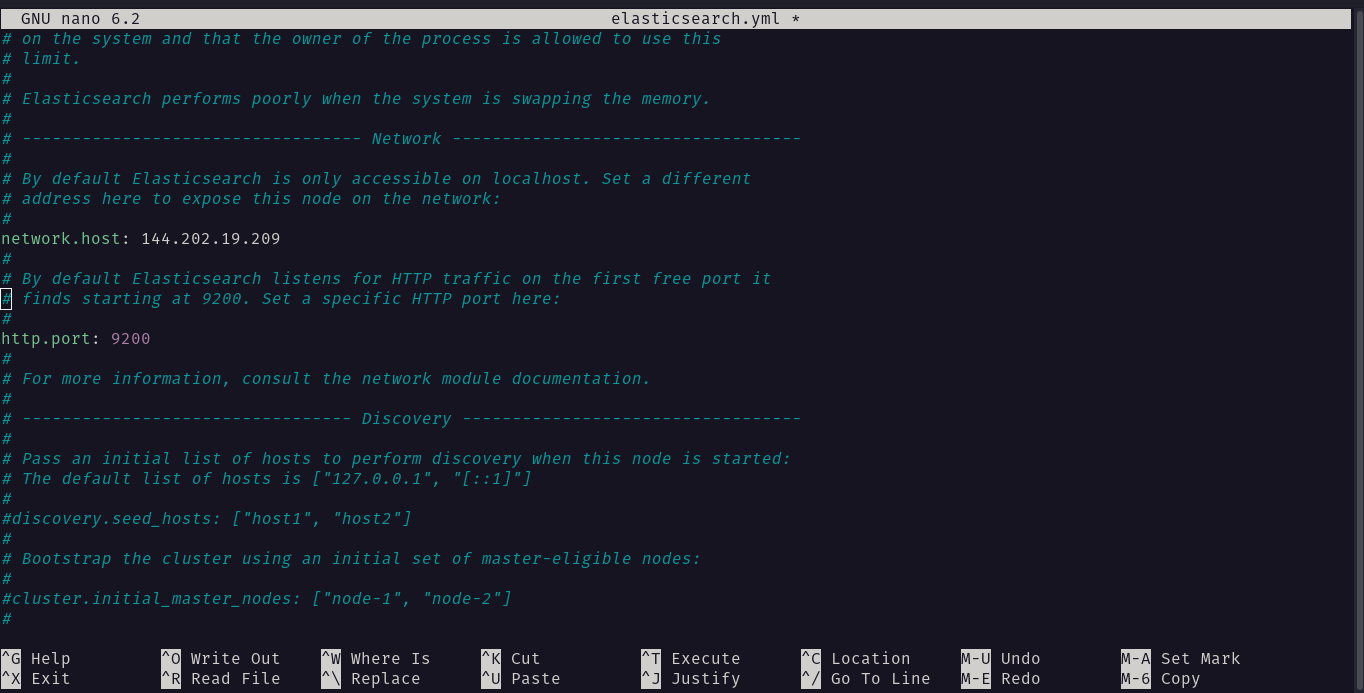 GNU nano 6.2 elasticsearch.yml *
# on the system and that the owner of the process is allowed to use this
# limit.
#
# Elasticsearch performs poorly when the system is swapping the memory.
#
# ---------------------------------- Network -----------------------------------
#
# By default Elasticsearch is only accessible on localhost. Set a different
# address here to expose this node on the network:
#
network.host: 144.202.19.209
#
# By default Elasticsearch listens for HTTP traffic on the first free port it
# finds starting at 9200. Set a specific HTTP port here:
#
http.port: 9200
#
# For more information, consult the network module documentation.
#
# --------------------------------- Discovery ----------------------------------
#
# Pass an initial list of hosts to perform discovery when this node is started:
# The default list of hosts is ["127.0.0.1", "[::1]"]
#
#discovery.seed_hosts: ["host1", "host2"]
#
# Bootstrap the cluster using an initial set of master-eligible nodes:
#
#cluster.initial_master_nodes: ["node-1", "node-2"]
#
^G Help ^O Write Out ^W Where Is ^K Cut ^T Execute ^C Location M-U Undo M-A Set Mark
^X Exit ^R Read File ^\ Replace ^U Paste ^J Justify ^/ Go To Line M-E Redo M-6 Copy